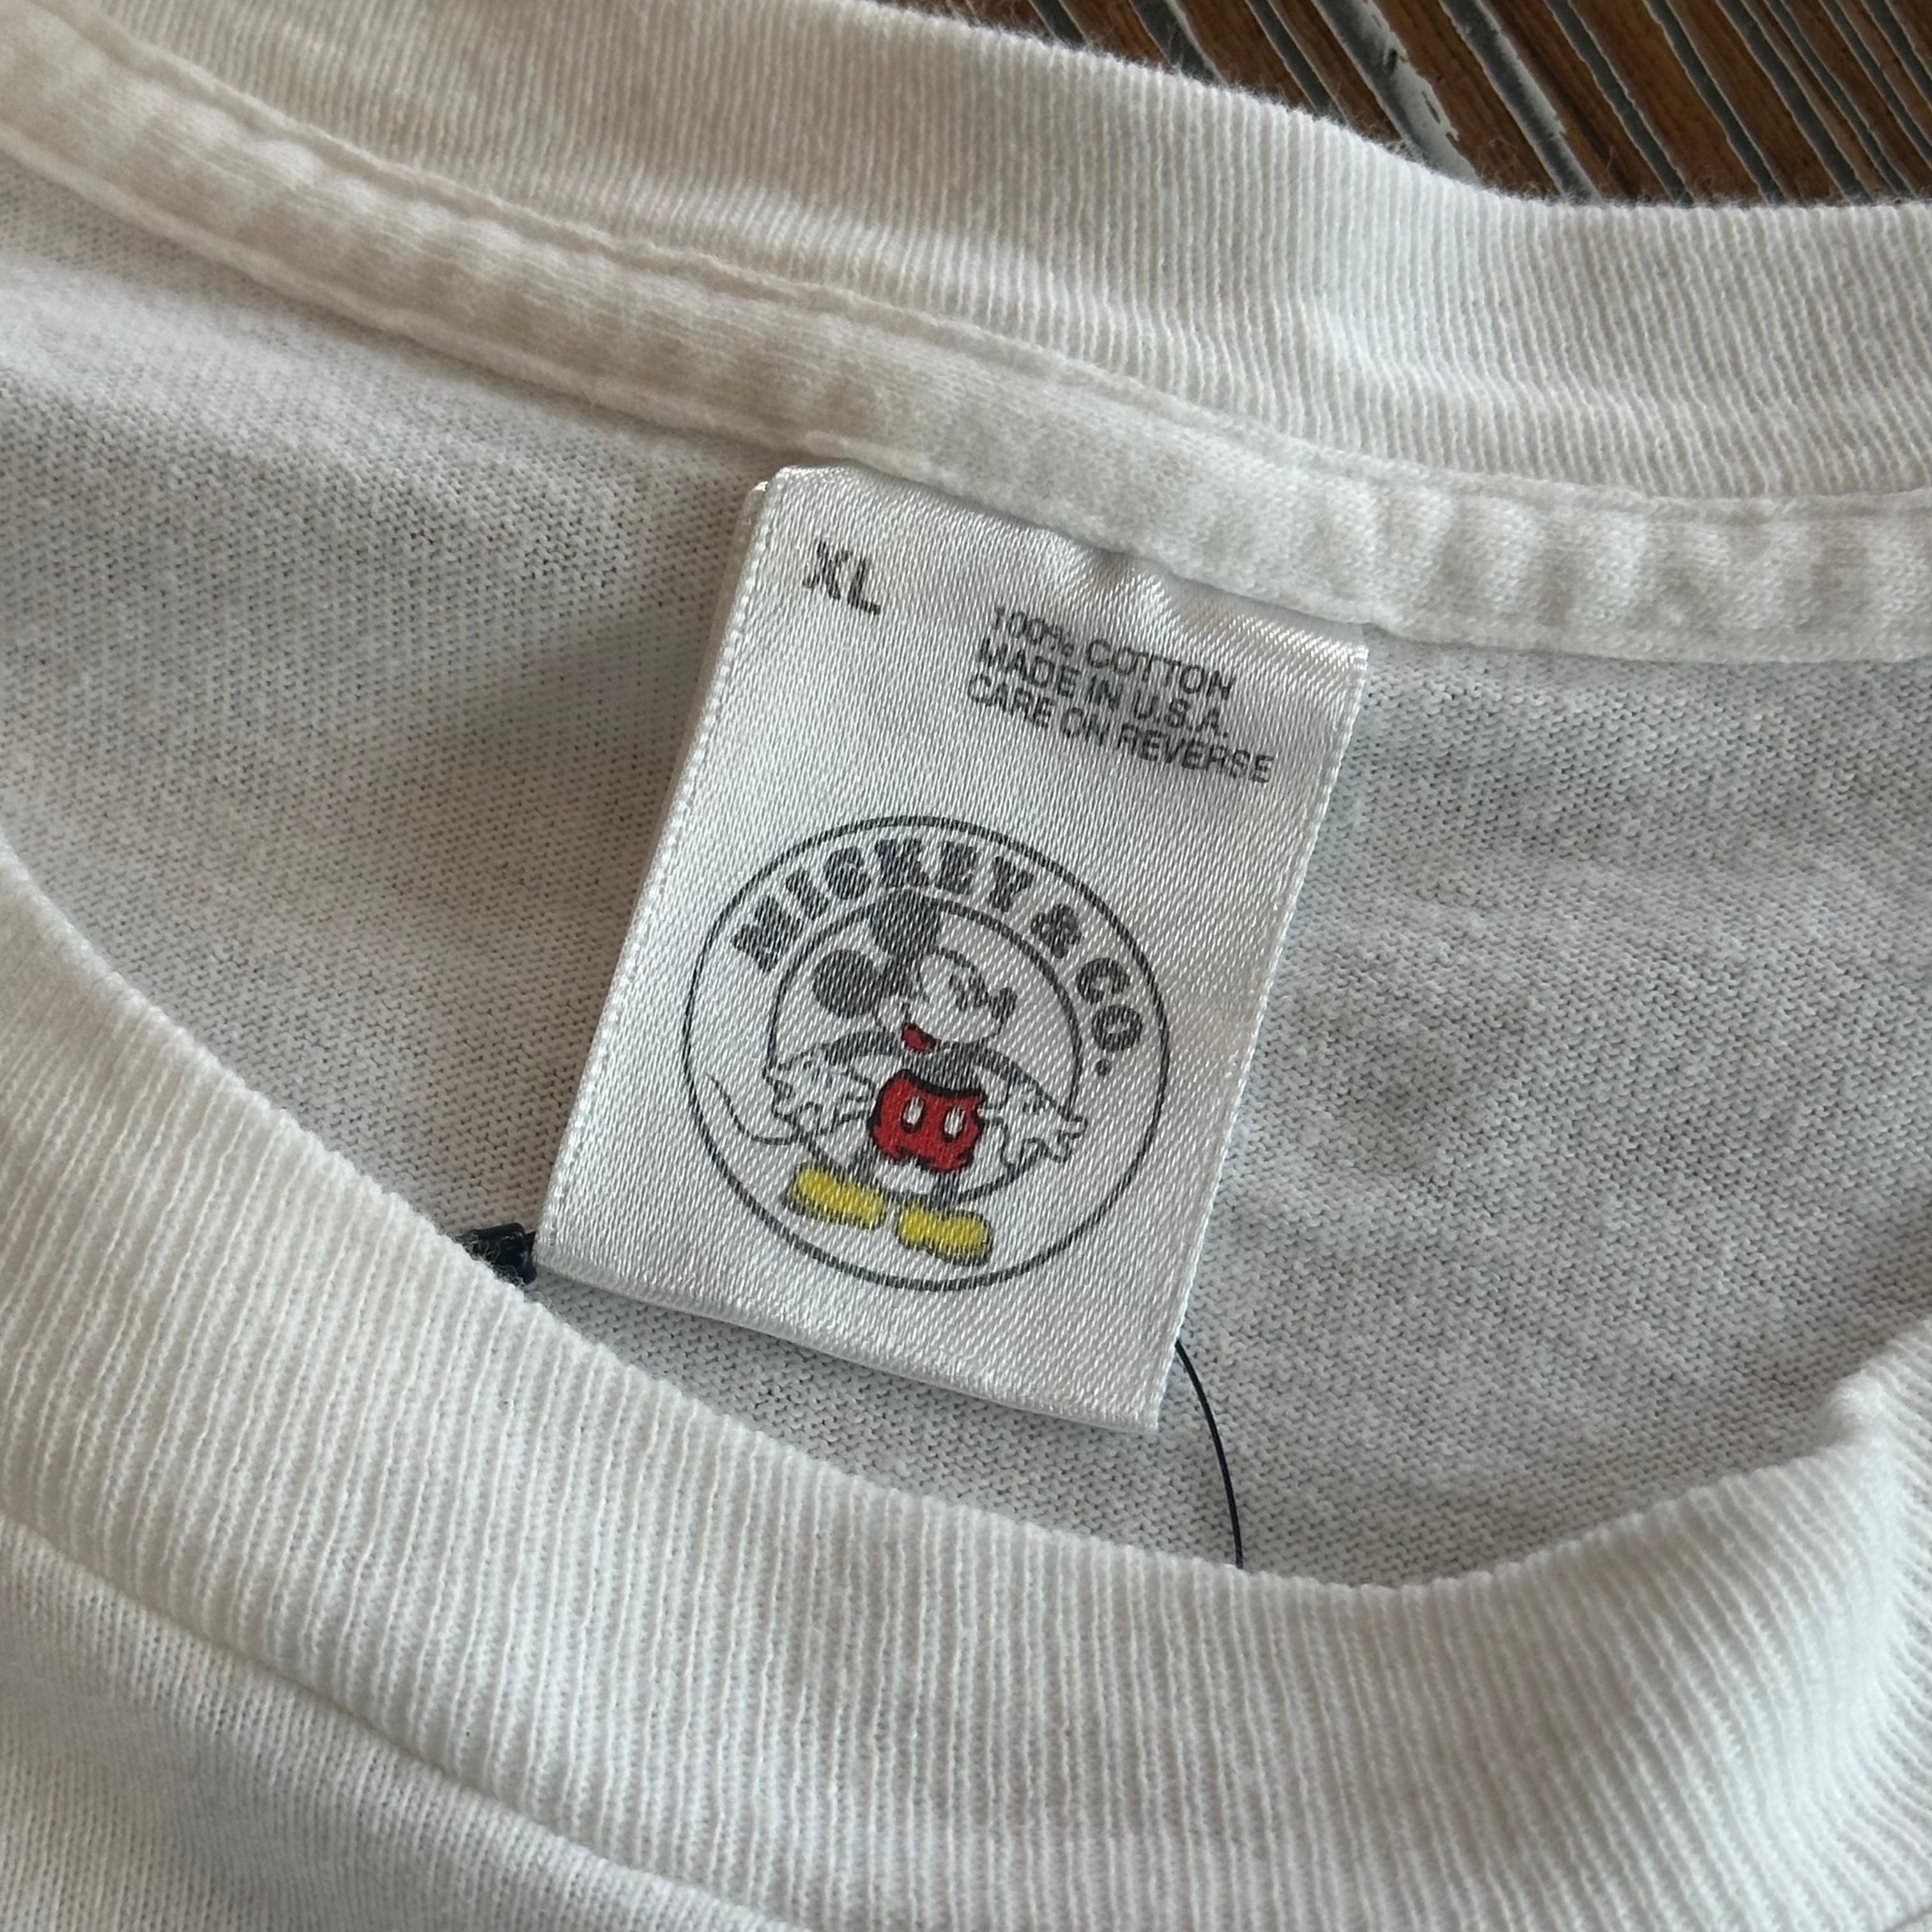 XL
100% COTTON
MADE IN U.S.A.
CARE ON REVERSE
MICKEY & CO.